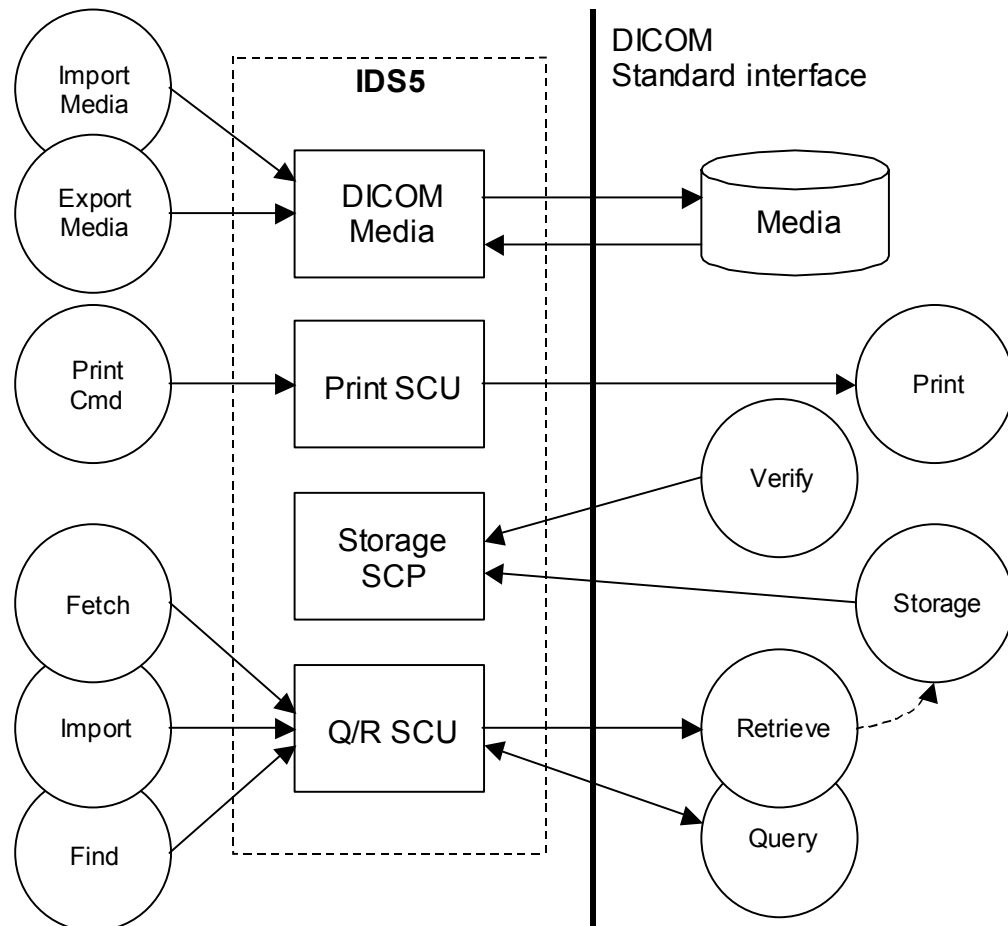 DICOM
Standard interface
IDS5
Import
Media
Export
Media
DICOM
Media
Media
Print
Cmd
Print SCU
Print
Verify
Storage
SCP
Storage
Fetch
Import
Find
Q/R SCU
Retrieve
Query